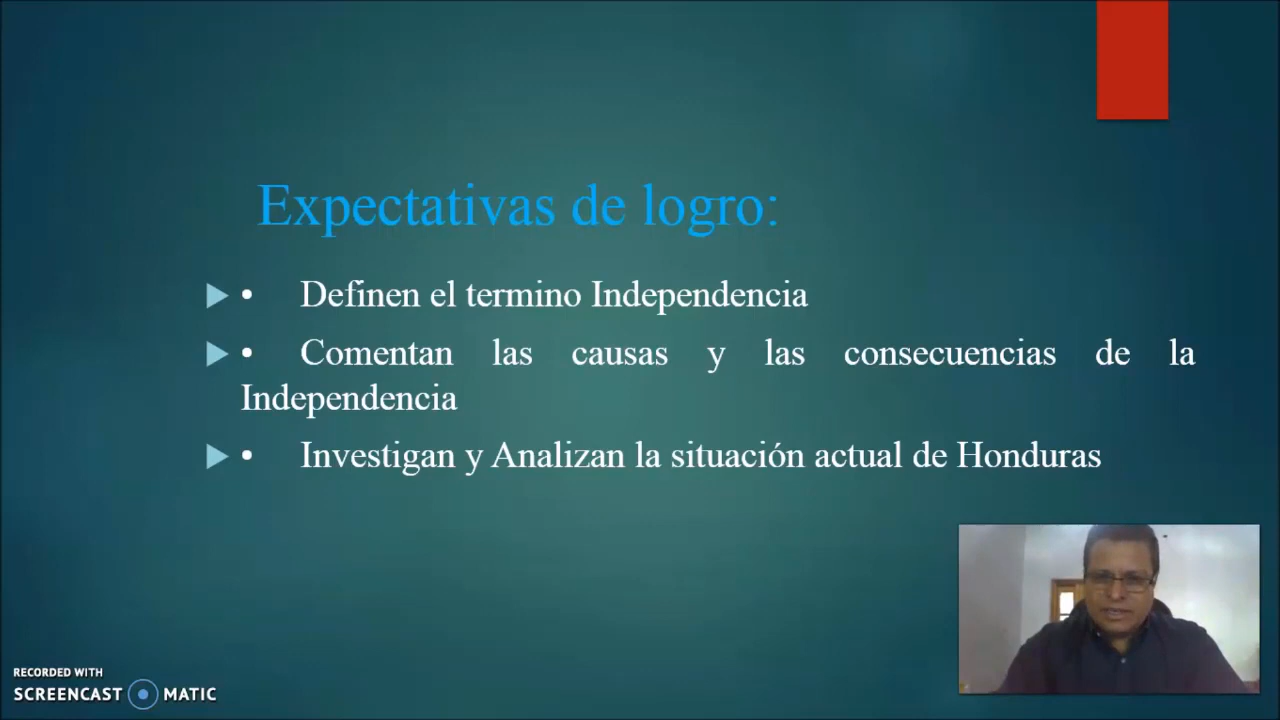 Expectativas de logro:
• Definen el termino Independencia
• Comentan las causas y las consecuencias de la
Independencia
• Investigan y Analizan la situación actual de Honduras
RECORDED WITH
SCREENCAST MATIC